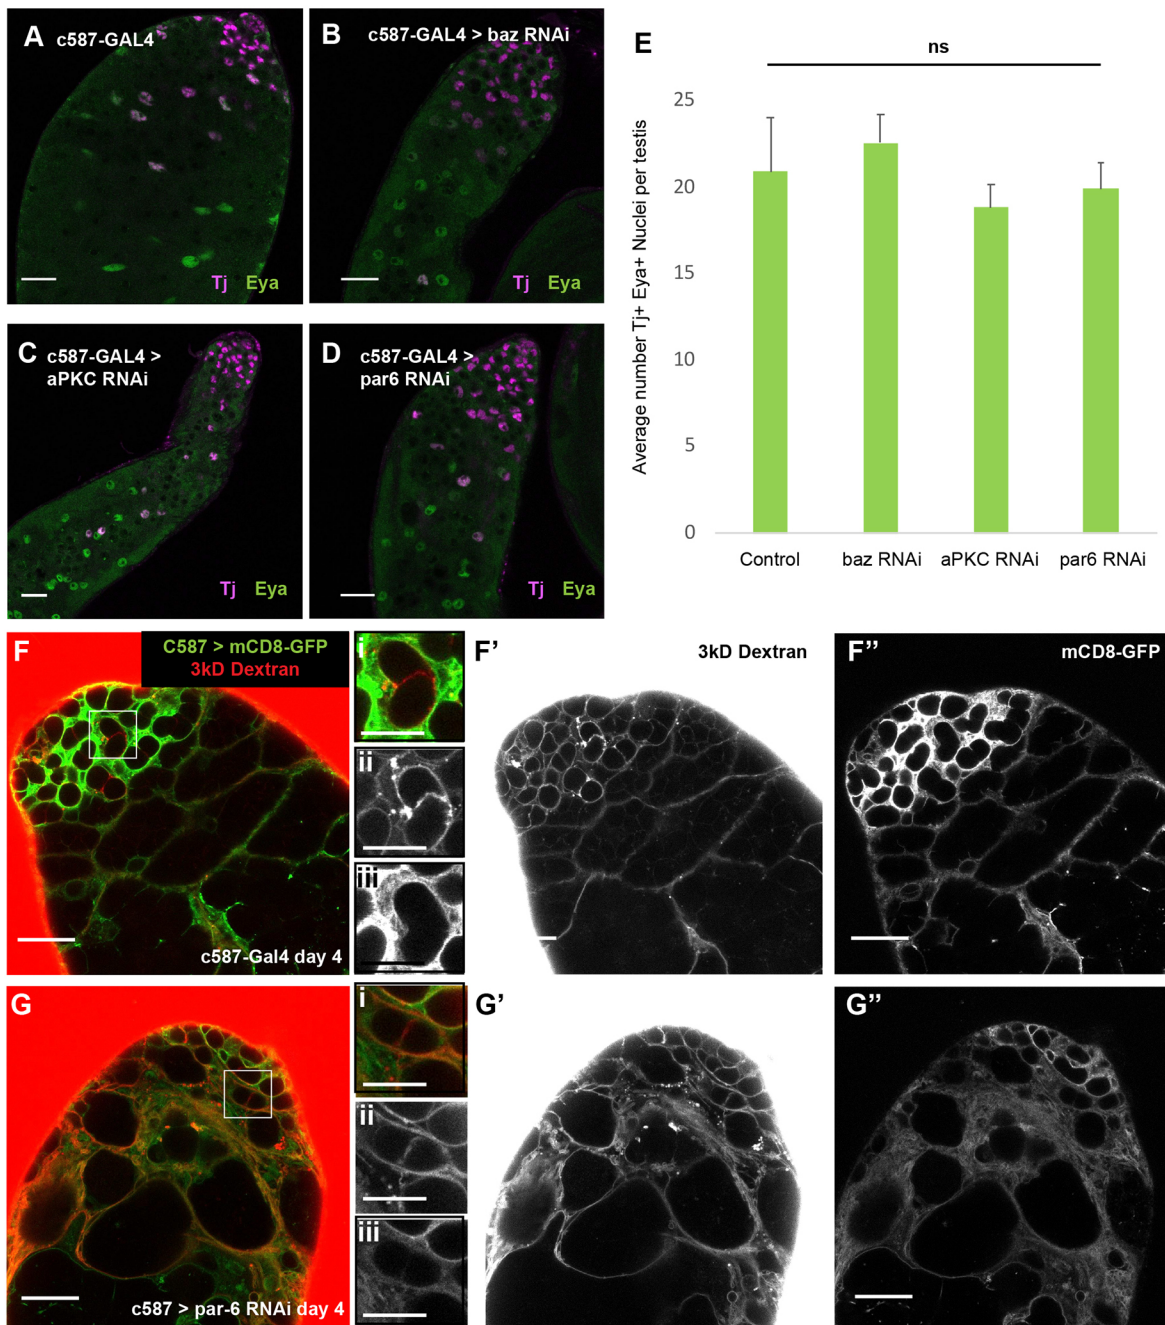 A
c587-GAL4
Tj Eya
B
c587-GAL4 > baz RNAi
Tj Eya
C
c587-GAL4 >
aPKC RNAi
Tj Eya
D
c587-GAL4 >
par6 RNAi
Tj Eya
E
ns
Average number Tj+ Eya+ Nuclei per testis
25
20
15
10
5
0
Control baz RNAi aPKC RNAi par6 RNAi
F
C587 > mCD8-GFP
3kD Dextran
c587-Gal4 day 4
i
ii
iii
F'
3kD Dextran
F''
mCD8-GFP
G
c587 > par-6 RNAi day 4
i
ii
iii
G'
G''